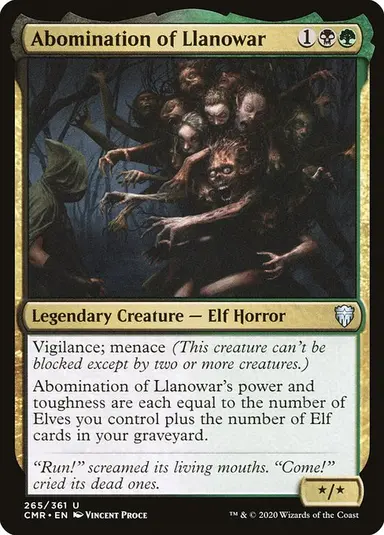 Abomination of Llanowar 1
Legendary Creature — Elf Horror
Vigilance; menace (This creature can't be
blocked except by two or more creatures.)
Abomination of Llanowar's power and
toughness are each equal to the number of
Elves you control plus the number of Elf
cards in your graveyard.
"Run!" screamed its living mouths. "Come!"
cried its dead ones.
*/*
265/361 U
CMR • EN Vincent Proce
™ & © 2020 Wizards of the Coast